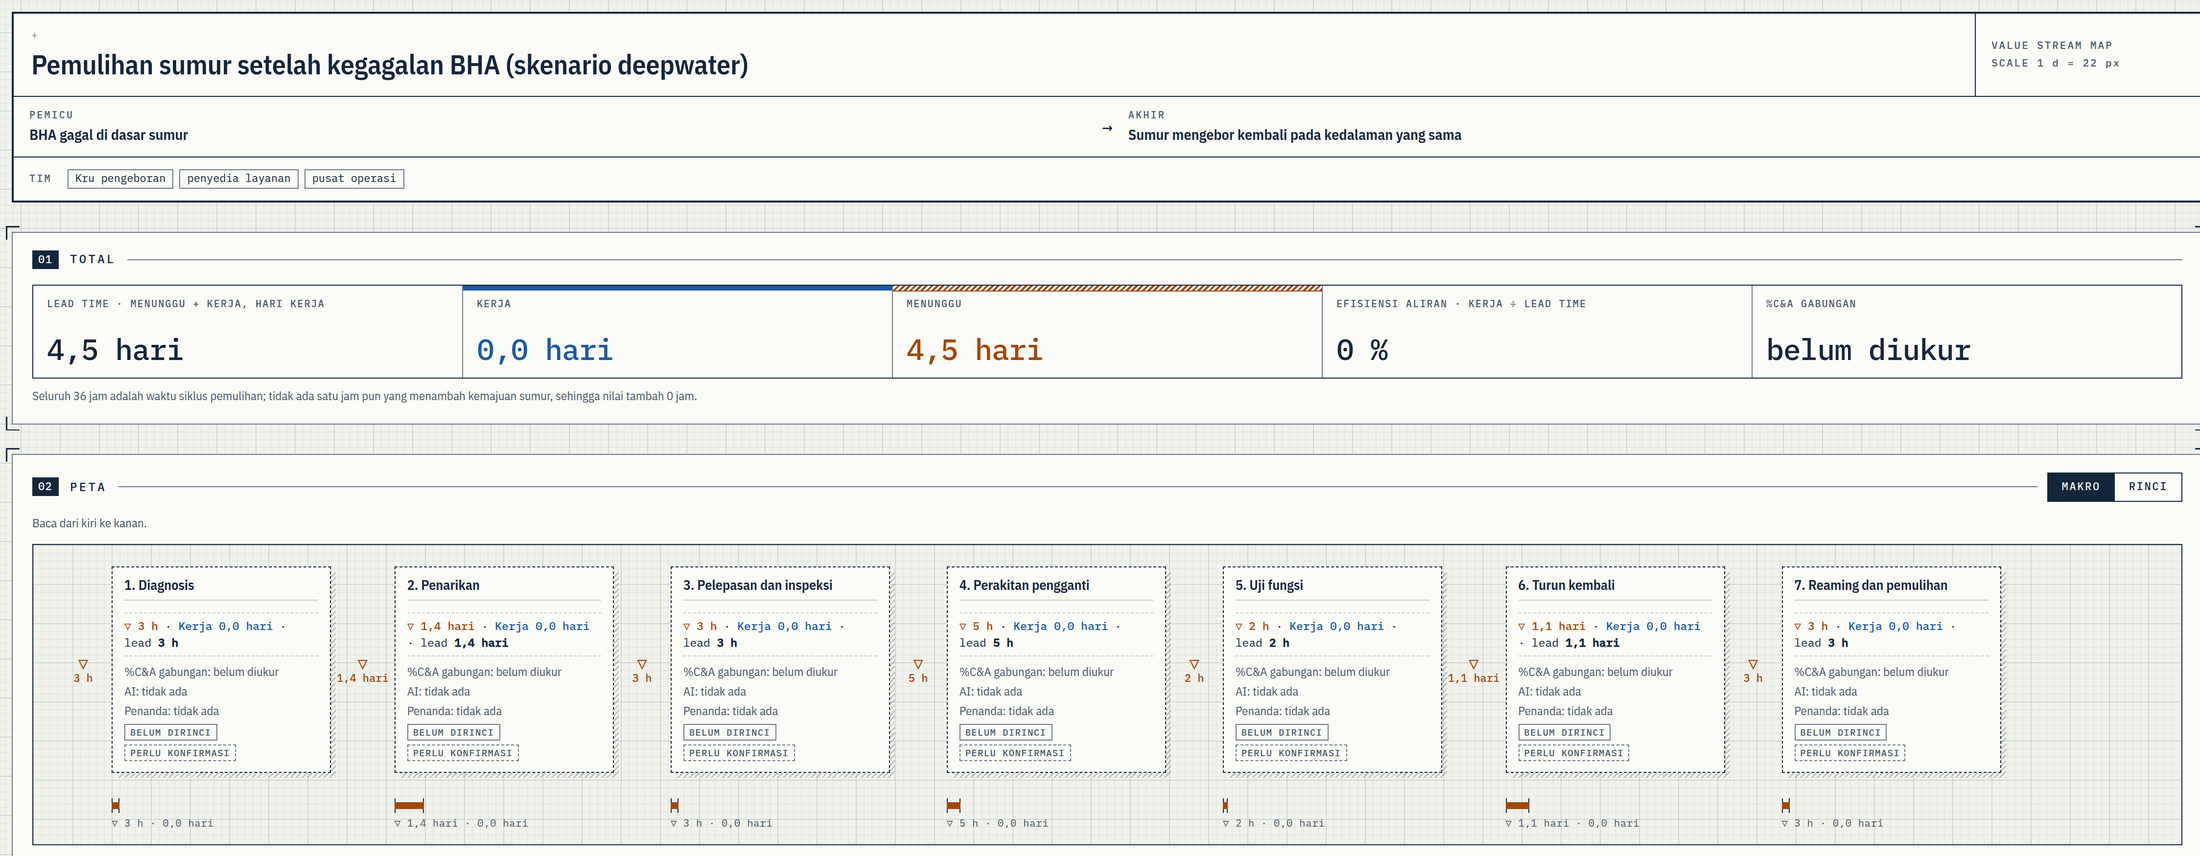 Pemulihan sumur setelah kegagalan BHA (skenario deepwater)
VALUE STREAM MAP
SCALE 1 d = 22 px
PEMICU
BHA gagal di dasar sumur
→
AKHIR
Sumur mengebor kembali pada kedalaman yang sama
TIM Kru pengeboran penyedia layanan pusat operasi
01 TOTAL
LEAD TIME · MENUNGGU + KERJA, HARI KERJA
4,5 hari
KERJA
0,0 hari
MENUNGGU
4,5 hari
EFISIENSI ALIRAN · KERJA ÷ LEAD TIME
0 %
%C&A GABUNGAN
belum diukur
Seluruh 36 jam adalah waktu siklus pemulihan; tidak ada satu jam pun yang menambah kemajuan sumur, sehingga nilai tambah 0 jam.
02 PETA
MAKRO RINCI
Baca dari kiri ke kanan.
▽
3 h
1. Diagnosis
▽ 3 h · Kerja 0,0 hari ·
lead 3 h
%C&A gabungan: belum diukur
AI: tidak ada
Penanda: tidak ada
BELUM DIRINCI
PERLU KONFIRMASI
▽ 3 h · 0,0 hari
▽
1,4 hari
2. Penarikan
▽ 1,4 hari · Kerja 0,0 hari
· lead 1,4 hari
%C&A gabungan: belum diukur
AI: tidak ada
Penanda: tidak ada
BELUM DIRINCI
PERLU KONFIRMASI
▽ 1,4 hari · 0,0 hari
▽
3 h
3. Pelepasan dan inspeksi
▽ 3 h · Kerja 0,0 hari ·
lead 3 h
%C&A gabungan: belum diukur
AI: tidak ada
Penanda: tidak ada
BELUM DIRINCI
PERLU KONFIRMASI
▽ 3 h · 0,0 hari
▽
5 h
4. Perakitan pengganti
▽ 5 h · Kerja 0,0 hari ·
lead 5 h
%C&A gabungan: belum diukur
AI: tidak ada
Penanda: tidak ada
BELUM DIRINCI
PERLU KONFIRMASI
▽ 5 h · 0,0 hari
▽
2 h
5. Uji fungsi
▽ 2 h · Kerja 0,0 hari ·
lead 2 h
%C&A gabungan: belum diukur
AI: tidak ada
Penanda: tidak ada
BELUM DIRINCI
PERLU KONFIRMASI
▽ 2 h · 0,0 hari
▽
1,1 hari
6. Turun kembali
▽ 1,1 hari · Kerja 0,0 hari
· lead 1,1 hari
%C&A gabungan: belum diukur
AI: tidak ada
Penanda: tidak ada
BELUM DIRINCI
PERLU KONFIRMASI
▽ 1,1 hari · 0,0 hari
▽
3 h
7. Reaming dan pemulihan
▽ 3 h · Kerja 0,0 hari ·
lead 3 h
%C&A gabungan: belum diukur
AI: tidak ada
Penanda: tidak ada
BELUM DIRINCI
PERLU KONFIRMASI
▽ 3 h · 0,0 hari